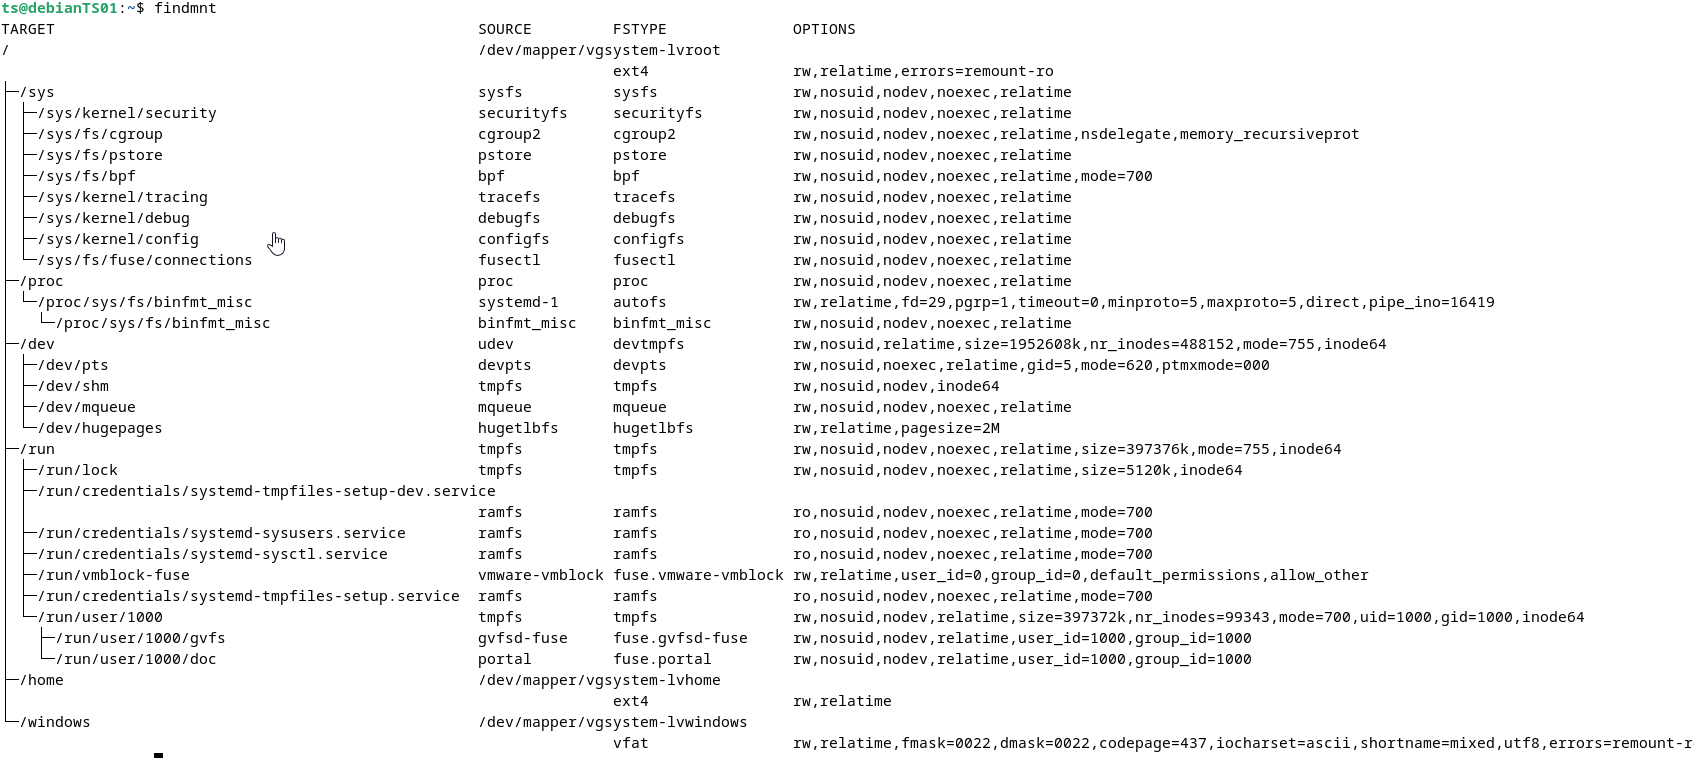 ts@debianTS01:~$ findmnt
TARGET SOURCE FSTYPE OPTIONS
/ /dev/mapper/vgsystem-lvroot
ext4 rw,relatime,errors=remount-ro
├─/sys sysfs sysfs rw,nosuid,nodev,noexec,relatime
│ ├─/sys/kernel/security securityfs securityfs rw,nosuid,nodev,noexec,relatime
│ ├─/sys/fs/cgroup cgroup2 cgroup2 rw,nosuid,nodev,noexec,relatime,nsdelegate,memory_recursiveprot
│ ├─/sys/fs/pstore pstore pstore rw,nosuid,nodev,noexec,relatime
│ ├─/sys/fs/bpf bpf bpf rw,nosuid,nodev,noexec,relatime,mode=700
│ ├─/sys/kernel/tracing tracefs tracefs rw,nosuid,nodev,noexec,relatime
│ ├─/sys/kernel/debug debugfs debugfs rw,nosuid,nodev,noexec,relatime
│ ├─/sys/kernel/config configfs configfs rw,nosuid,nodev,noexec,relatime
│ └─/sys/fs/fuse/connections fusectl fusectl rw,nosuid,nodev,noexec,relatime
├─/proc proc proc rw,nosuid,nodev,noexec,relatime
│ └─/proc/sys/fs/binfmt_misc systemd-1 autofs rw,relatime,fd=29,pgrp=1,timeout=0,minproto=5,maxproto=5,direct,pipe_ino=16419
│ └─/proc/sys/fs/binfmt_misc binfmt_misc binfmt_misc rw,nosuid,nodev,noexec,relatime
├─/dev udev devtmpfs rw,nosuid,relatime,size=1952608k,nr_inodes=488152,mode=755,inode64
│ ├─/dev/pts devpts devpts rw,nosuid,noexec,relatime,gid=5,mode=620,ptmxmode=000
│ ├─/dev/shm tmpfs tmpfs rw,nosuid,nodev,inode64
│ ├─/dev/mqueue mqueue mqueue rw,nosuid,nodev,noexec,relatime
│ └─/dev/hugepages hugetlbfs hugetlbfs rw,relatime,pagesize=2M
├─/run tmpfs tmpfs rw,nosuid,nodev,noexec,relatime,size=397376k,mode=755,inode64
│ ├─/run/lock tmpfs tmpfs rw,nosuid,nodev,noexec,relatime,size=5120k,inode64
│ ├─/run/credentials/systemd-tmpfiles-setup-dev.service
│ │ ramfs ramfs ro,nosuid,nodev,noexec,relatime,mode=700
│ ├─/run/credentials/systemd-sysusers.service ramfs ramfs ro,nosuid,nodev,noexec,relatime,mode=700
│ ├─/run/credentials/systemd-sysctl.service ramfs ramfs ro,nosuid,nodev,noexec,relatime,mode=700
│ ├─/run/vmblock-fuse vmware-vmblock fuse.vmware-vmblock rw,relatime,user_id=0,group_id=0,default_permissions,allow_other
│ ├─/run/credentials/systemd-tmpfiles-setup.service ramfs ramfs ro,nosuid,nodev,noexec,relatime,mode=700
│ └─/run/user/1000 tmpfs tmpfs rw,nosuid,nodev,relatime,size=397372k,nr_inodes=99343,mode=700,uid=1000,gid=1000,inode64
│ ├─/run/user/1000/gvfs gvfsd-fuse fuse.gvfsd-fuse rw,nosuid,nodev,relatime,user_id=1000,group_id=1000
│ └─/run/user/1000/doc portal fuse.portal rw,nosuid,nodev,relatime,user_id=1000,group_id=1000
├─/home /dev/mapper/vgsystem-lvhome
│ ext4 rw,relatime
└─/windows /dev/mapper/vgsystem-lvwindows
vfat rw,relatime,fmask=0022,dmask=0022,codepage=437,iocharset=ascii,shortname=mixed,utf8,errors=remount-r